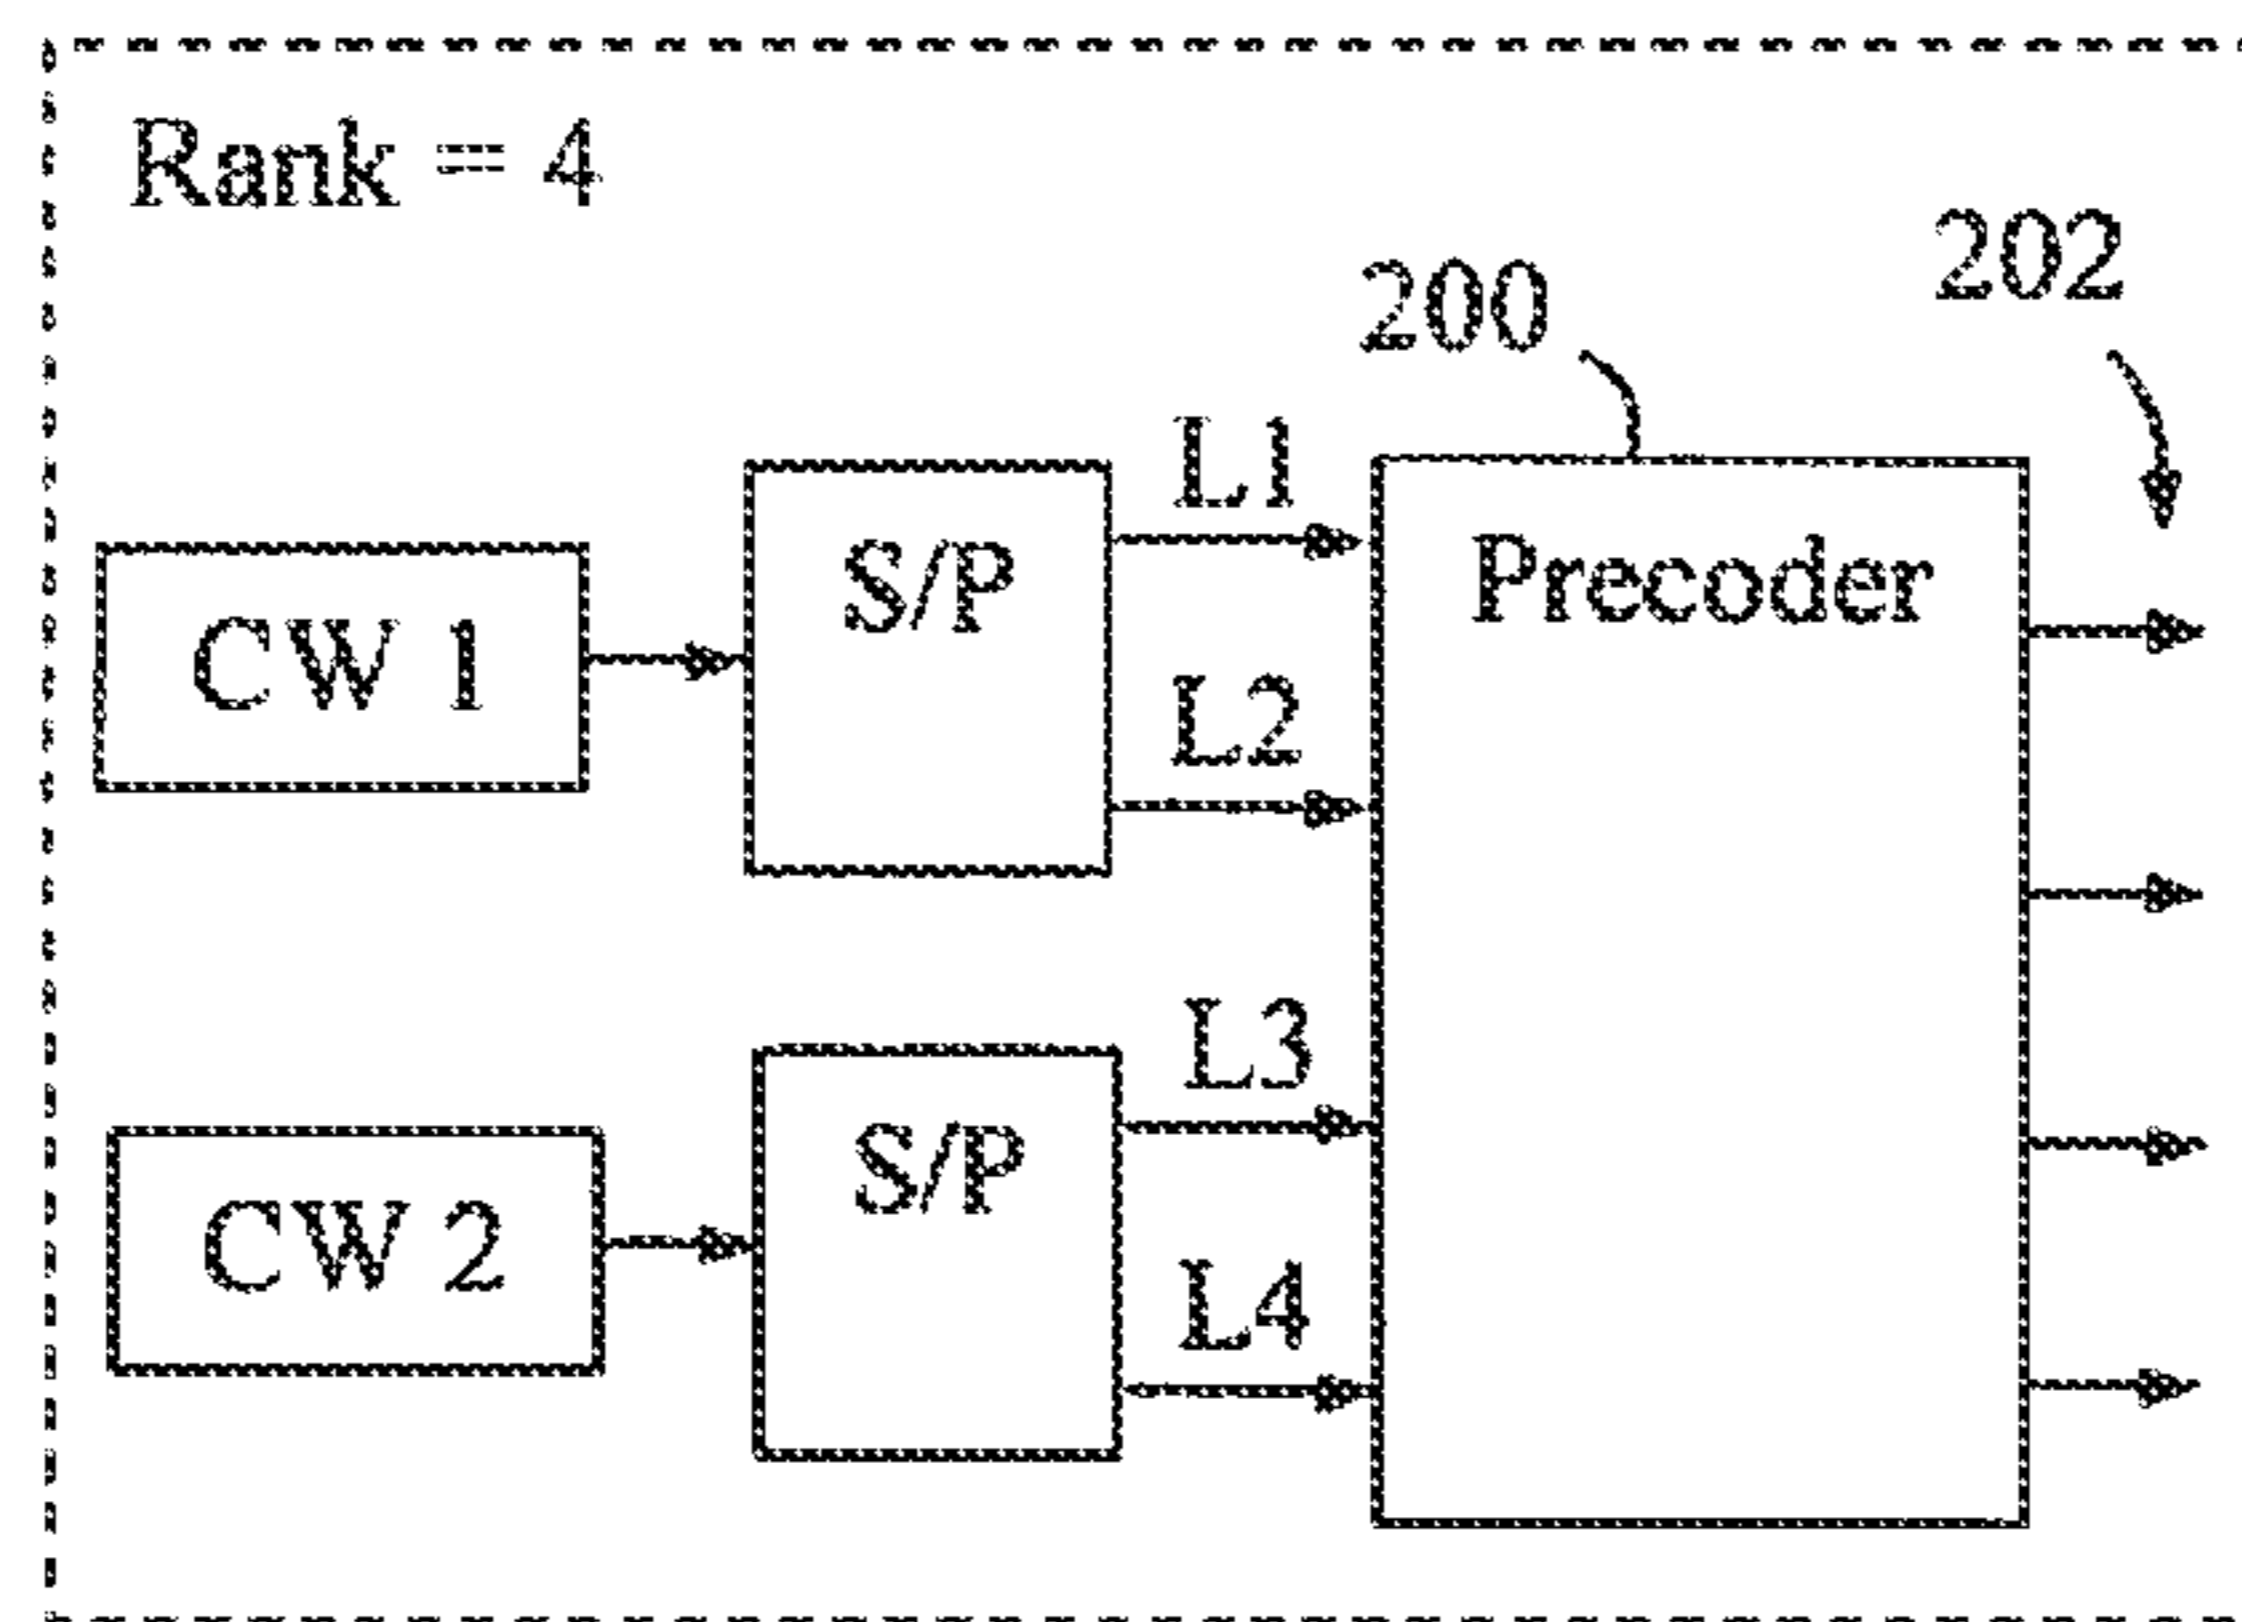 Rank = 4
200
202
CW 1
S/P
L1
L2
Precoder
CW 2
S/P
L3
L4